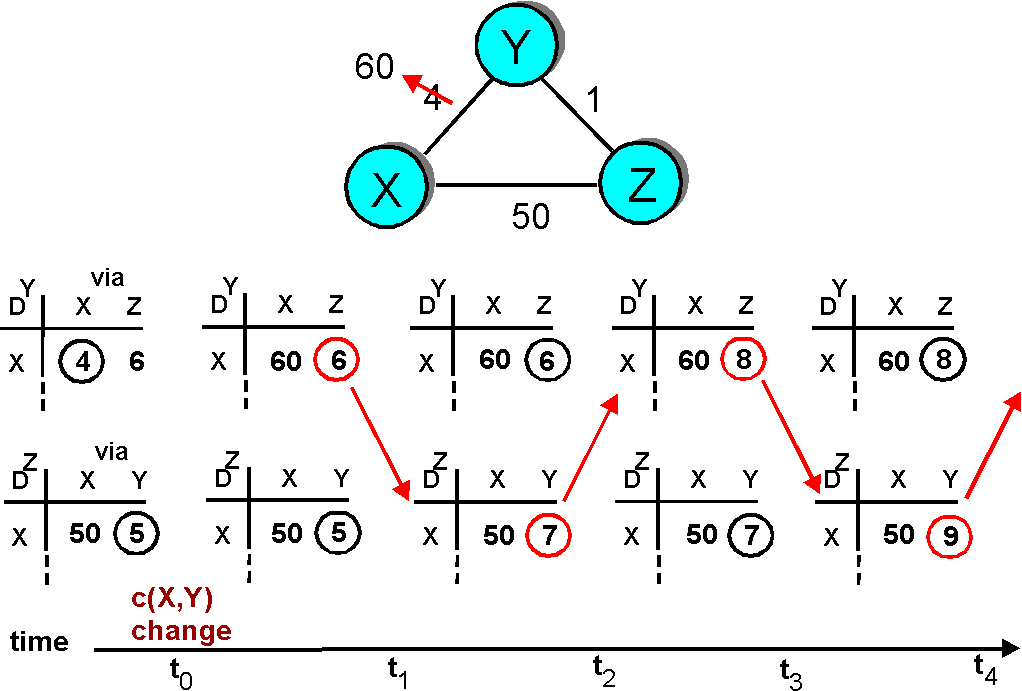 Y
60
4
1
X
Z
50
via
D Y X Z
X 4 6
D Y X Z
X 60 6
D Y X Z
X 60 6
D Y X Z
X 60 8
D Y X Z
X 60 8
via
D Z X Y
X 50 5
D Z X Y
X 50 5
D Z X Y
X 50 7
D Z X Y
X 50 7
D Z X Y
X 50 9
c(X,Y)
change
time
t0 t1 t2 t3 t4